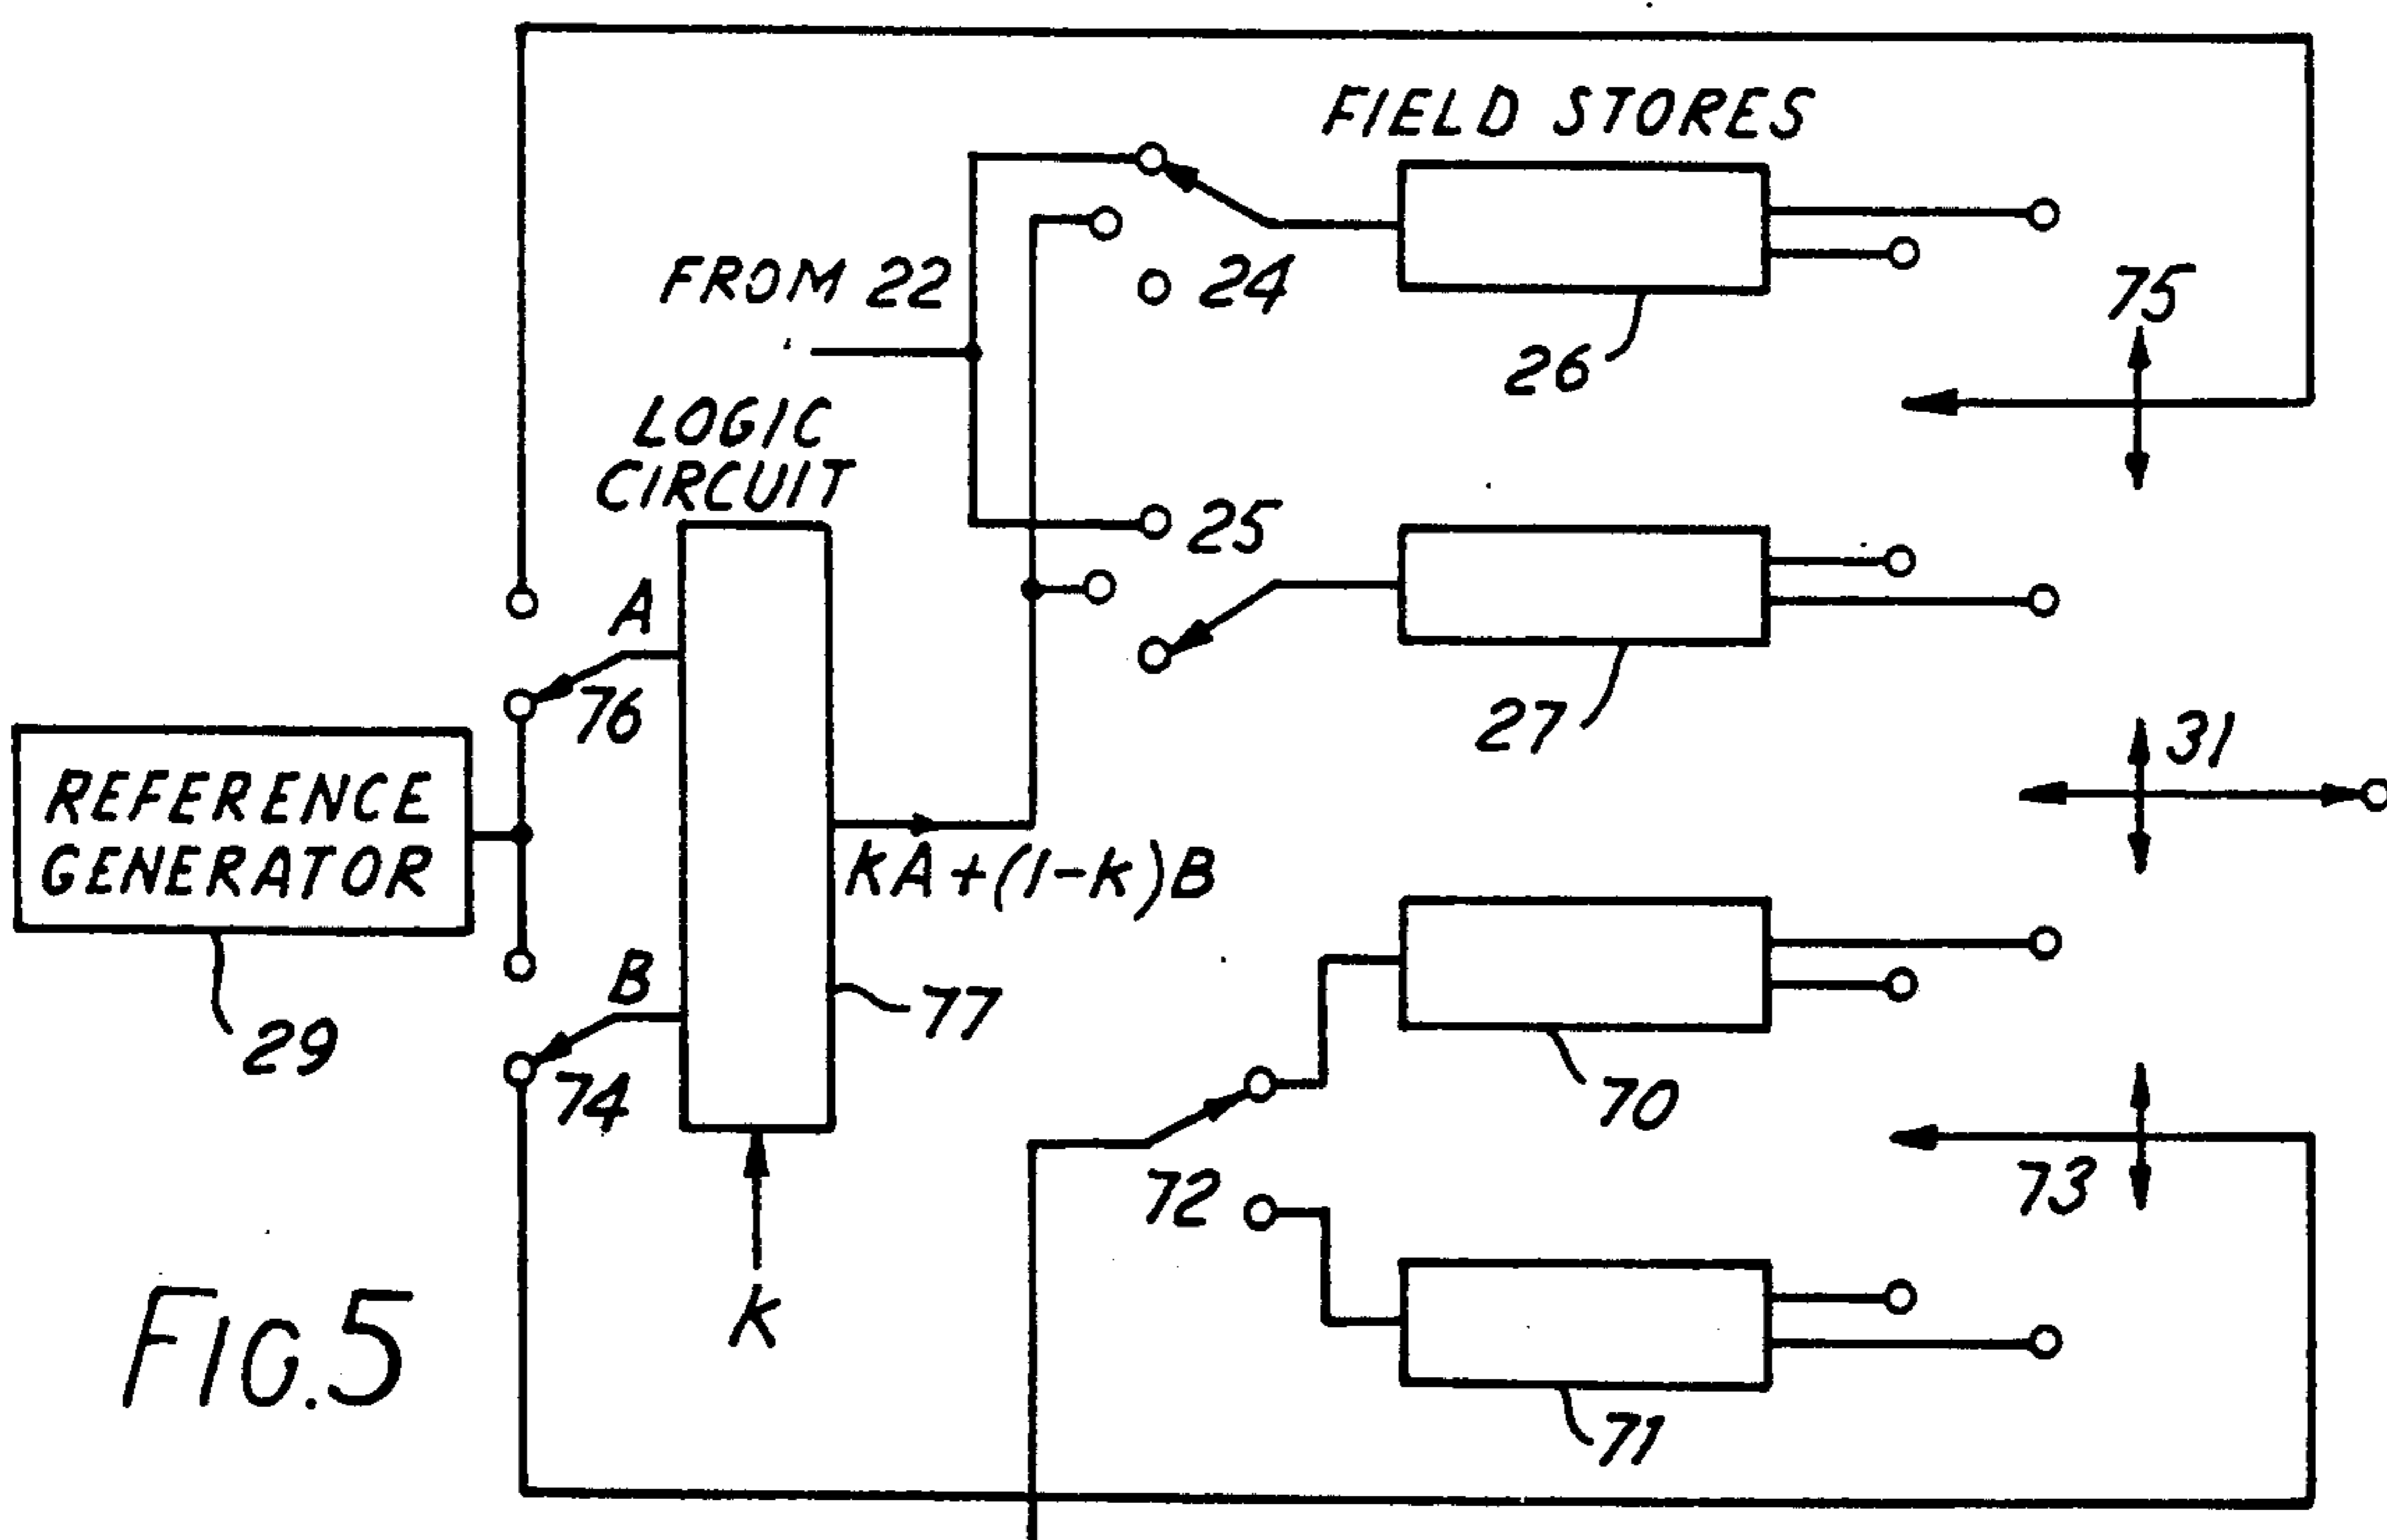 FIELD STORES
FROM 22
24
26
75
LOGIC
CIRCUIT
25
A
76
27
31
REFERENCE
GENERATOR
KA+(1-K)B
B
77
29
74
70
72
73
K
71
FIG.5